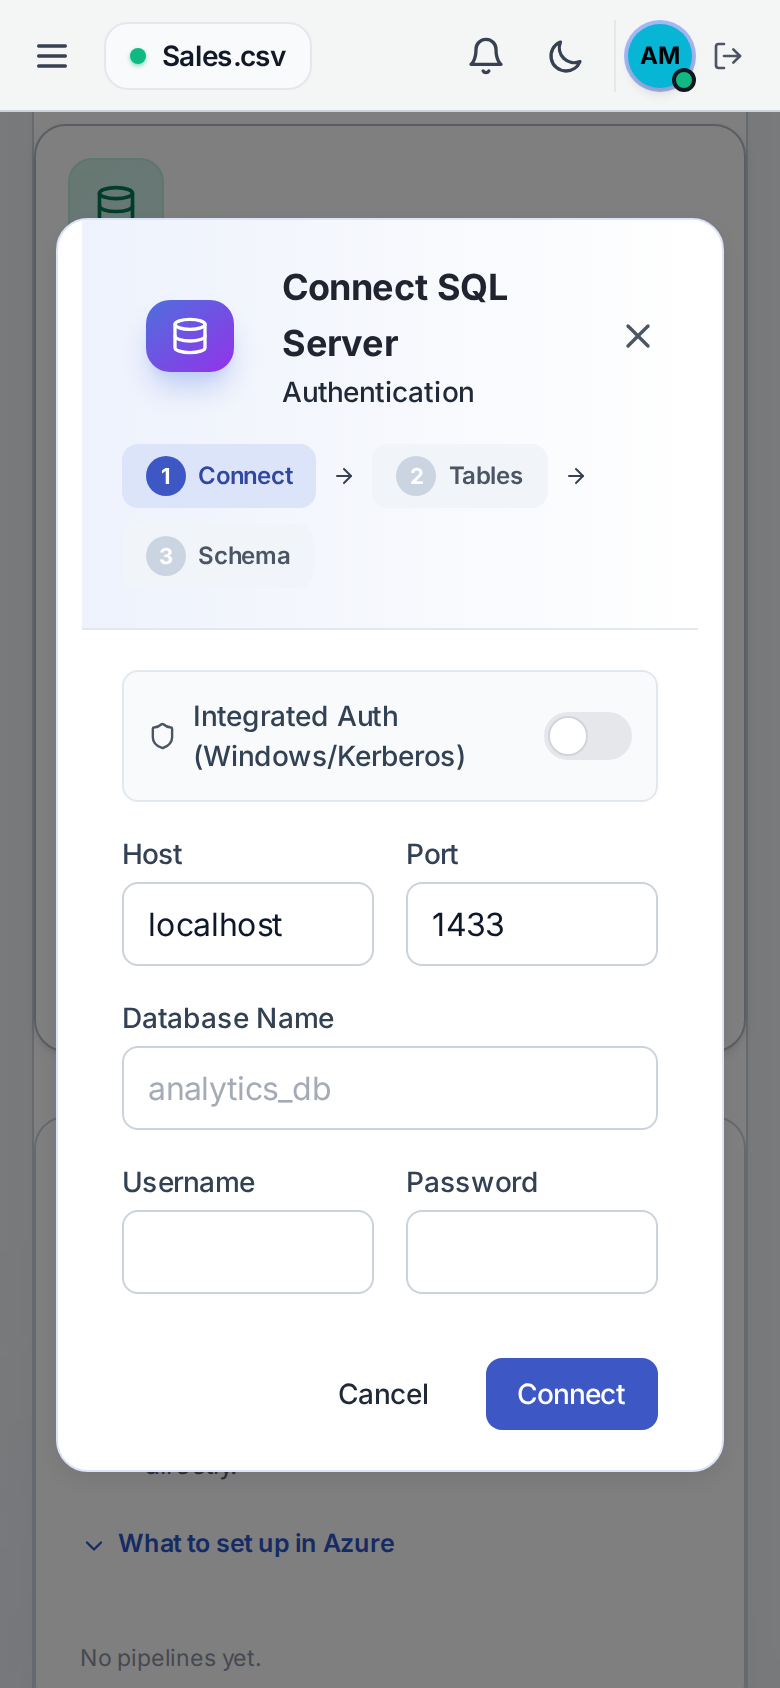 Sales.csv
AM
Connect SQL
Server
Authentication
1 Connect → 2 Tables →
3 Schema
Integrated Auth
(Windows/Kerberos)
Host Port
localhost 1433
Database Name
analytics_db
Username Password
Cancel Connect
What to set up in Azure
No pipelines yet.